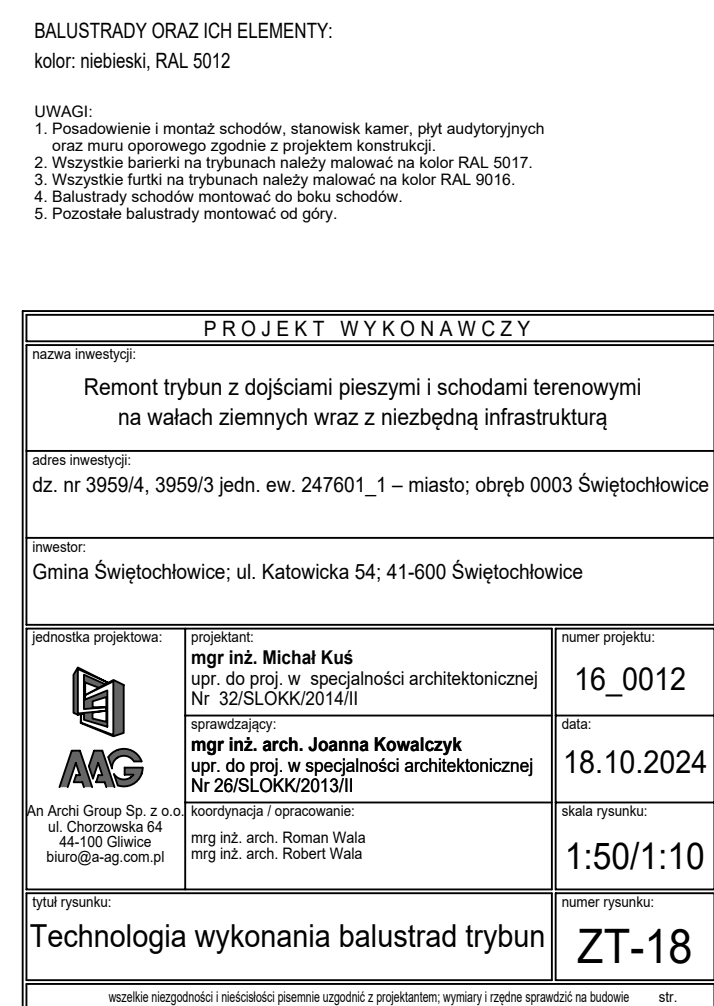 BALUSTRADY ORAZ ICH ELEMENTY:
kolor: niebieski, RAL 5012
UWAGI:
1. Posadowienie i montaż schodów, stanowisk kamer, płyt audytoryjnych
oraz muru oporowego zgodnie z projektem konstrukcji.
2. Wszystkie barierki na trybunach należy malować na kolor RAL 5017.
3. Wszystkie furtki na trybunach należy malować na kolor RAL 9016.
4. Balustrady schodów montować do boku schodów.
5. Pozostałe balustrady montować od góry.
PROJEKT WYKONAWCZY
nazwa inwestycji:
Remont trybun z dojściami pieszymi i schodami terenowymi
na wałach ziemnych wraz z niezbędną infrastrukturą
adres inwestycji:
dz. nr 3959/4, 3959/3 jedn. ew. 247601_1 – miasto; obręb 0003 Świętochłowice
inwestor:
Gmina Świętochłowice; ul. Katowicka 54; 41-600 Świętochłowice
jednostka projektowa:
AAG
An Archi Group Sp. z o.o.
ul. Chorzowska 64
44-100 Gliwice
biuro@a-ag.com.pl
projektant:
mgr inż. Michał Kuś
upr. do proj. w specjalności architektonicznej
Nr 32/SLOKK/2014/II
sprawdzający:
mgr inż. arch. Joanna Kowalczyk
upr. do proj. w specjalności architektonicznej
Nr 26/SLOKK/2013/II
koordynacja / opracowanie:
mrg inż. arch. Roman Wala
mrg inż. arch. Robert Wala
numer projektu:
16_0012
data:
18.10.2024
skala rysunku:
1:50/1:10
tytuł rysunku:
Technologia wykonania balustrad trybun
numer rysunku:
ZT-18
wszelkie niezgodności i nieścisłości pisemnie uzgodnić z projektantem; wymiary i rzędne sprawdzić na budowie str.